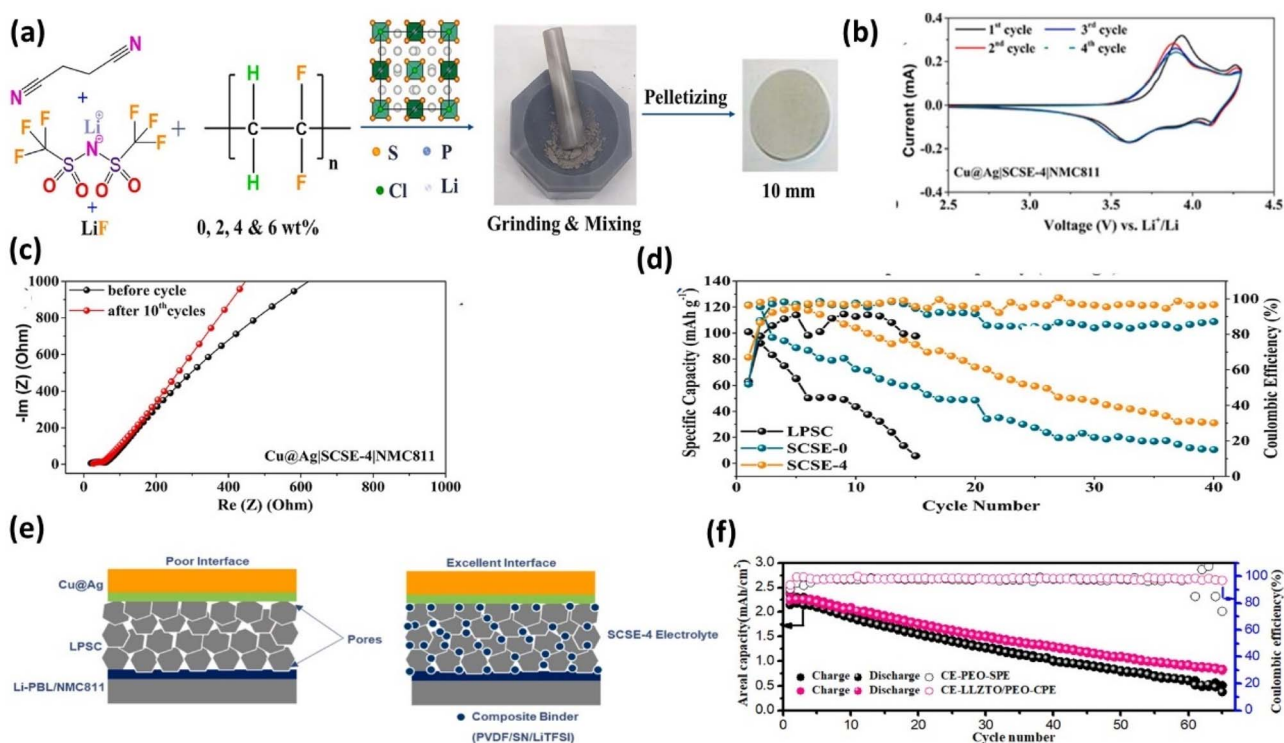 (a)
N
N
+
F
F
F
Li
⊕
F
F
F
N
⊖
S
S
O
O
O
O
+
LiF
+
H
F
C
C
n
H
F
0, 2, 4 & 6 wt%
S
P
Cl
Li
Grinding & Mixing
Pelletizing
10 mm
(b)
0.4
0.2
0.0
-0.2
-0.4
Current (mA)
1st cycle
3rd cycle
2nd cycle
4th cycle
Cu@Ag|SCSE-4|NMC811
2.5
3.0
3.5
4.0
4.5
Voltage (V) vs. Li+/Li
(c)
1000
800
600
400
200
0
-Im (Z) (Ohm)
before cycle
after 10th cycles
Cu@Ag|SCSE-4|NMC811
0
200
400
600
800
1000
Re (Z) (Ohm)
(d)
140
120
100
80
60
40
20
0
Specific Capacity (mAh g-1)
LPSC
SCSE-0
SCSE-4
100
80
60
40
20
0
Coulombic Efficiency (%)
0
10
20
30
40
Cycle Number
(e)
Poor Interface
Cu@Ag
LPSC
Li-PBL/NMC811
Pores
Excellent Interface
SCSE-4 Electrolyte
Composite Binder
(PVDF/SN/LiTFSI)
(f)
3.0
2.5
2.0
1.5
1.0
0.5
0.0
Areal capacity(mAh/cm2)
Charge Discharge CE-PEO-SPE
Charge Discharge CE-LLZTO/PEO-CPE
100
80
60
40
20
0
Coulombic efficiency(%)
0
10
20
30
40
50
60
Cycle number